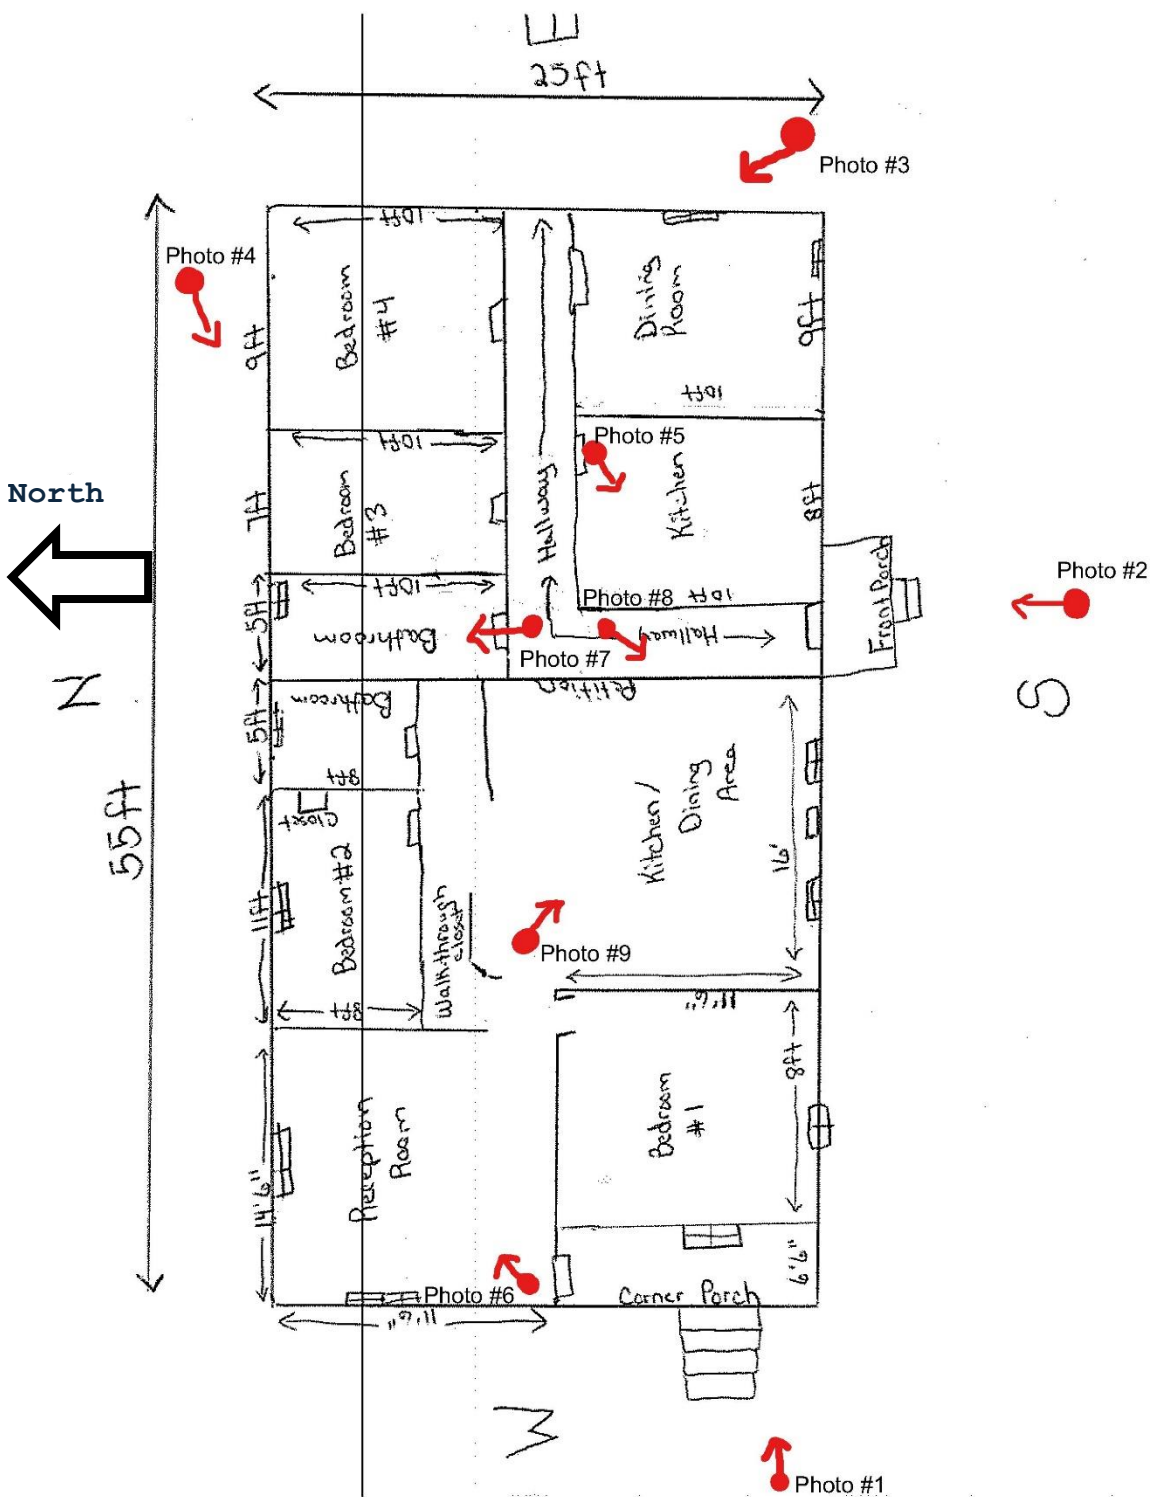 E
25ft
Photo #3
Photo #4
10ft
Bedroom
#4
9ft
Dining
Room
9ft
10ft
Photo #5
North
10ft
Bedroom
#3
7ft
Hallway
Kitchen
8ft
Front Porch
Photo #2
10ft
5ft
Bathroom
Photo #8
10ft
Hallway
Photo #7
N
S
Petition
Bathroom
5ft
8ft
Closet
55ft
Bedroom #2
11ft
8ft
Walkthrough
closet
Kitchen/
Dining
Area
16'
Photo #9
11'6"
Bedroom
#1
8ft
Reception
Room
14'6"
6'6"
Photo #6
Corner Porch
11'6"
W
Photo #1